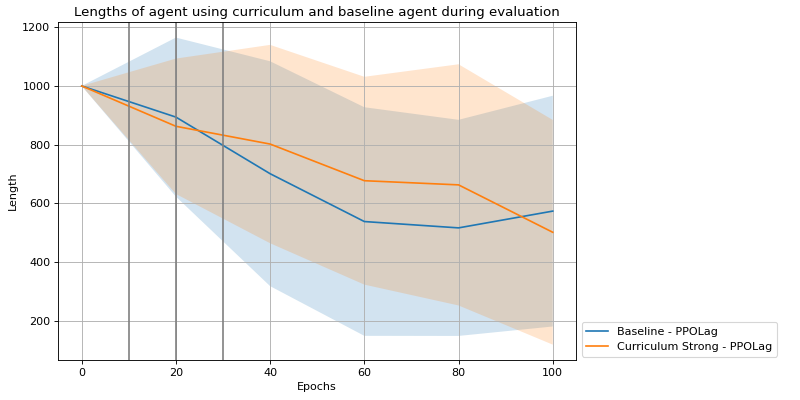 Lengths of agent using curriculum and baseline agent during evaluation
1200
1000
800
600
400
200
Length
0 20 40 60 80 100
Epochs
Baseline - PPOLag
Curriculum Strong - PPOLag